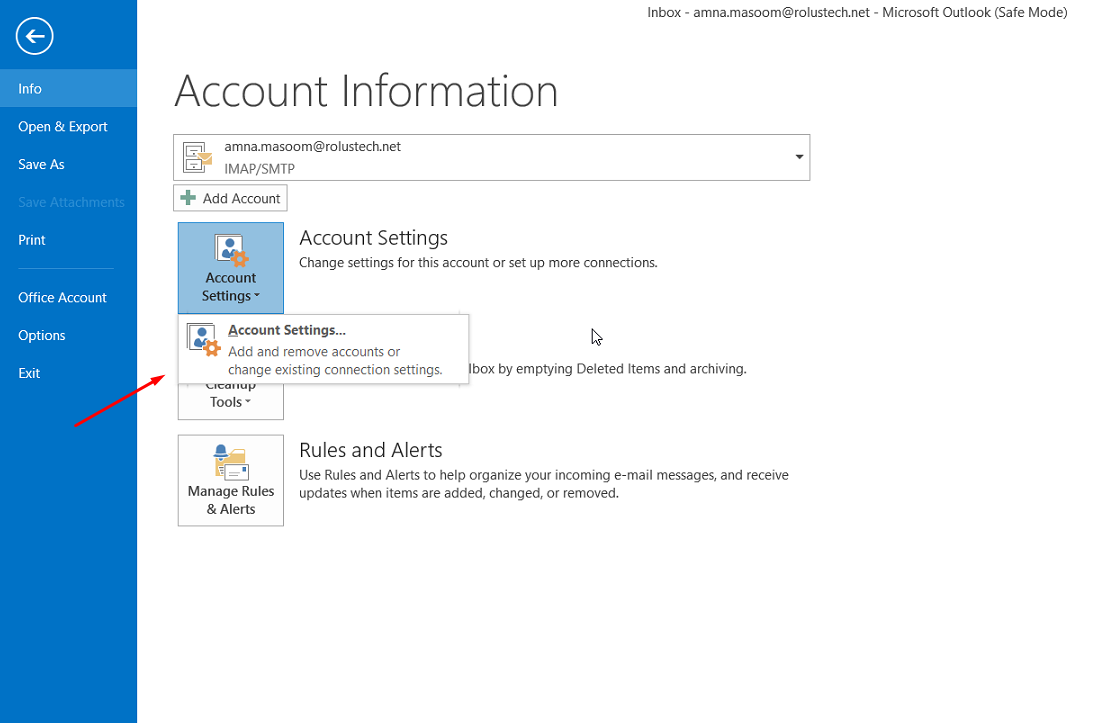 Inbox - amna.masoom@rolustech.net - Microsoft Outlook (Safe Mode)
Info
Open & Export
Save As
Save Attachments
Print
Office Account
Options
Exit
Account Information
amna.masoom@rolustech.net
IMAP/SMTP
Add Account
Account
Settings
Account Settings
Change settings for this account or set up more connections.
Account Settings...
Add and remove accounts or
change existing connection settings.
lbox by emptying Deleted Items and archiving.
Cleanup
Tools
Manage Rules
& Alerts
Rules and Alerts
Use Rules and Alerts to help organize your incoming e-mail messages, and receive
updates when items are added, changed, or removed.